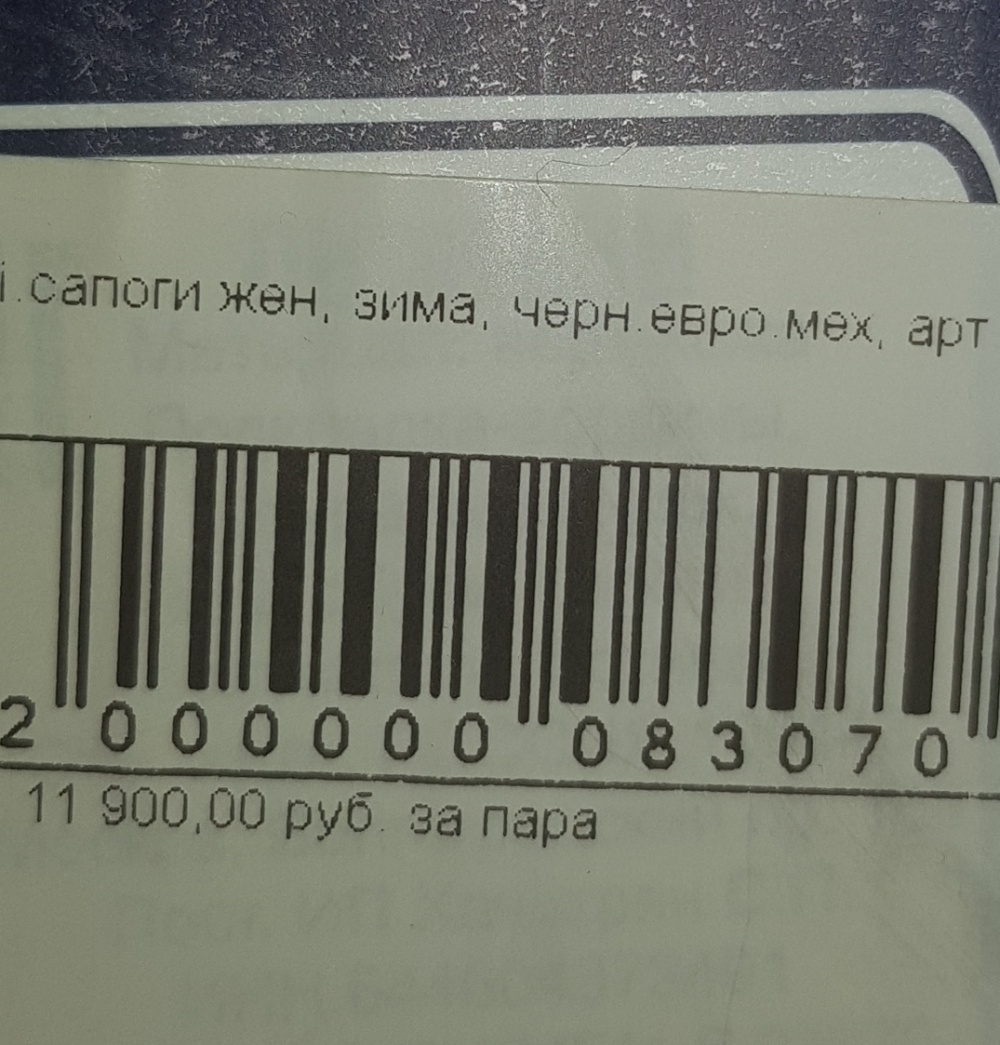 i.сапоги жен, зима, черн.евро.мех, арт
2 000000 083070
11 900,00 руб. за пара